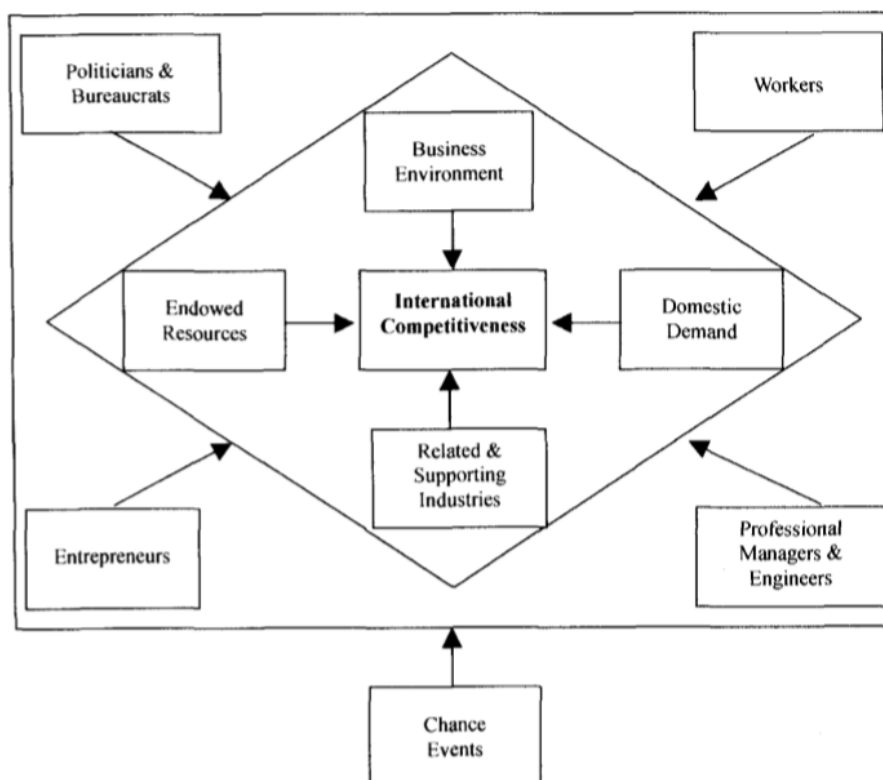 Politicians &
Bureaucrats
Workers
Business
Environment
Endowed
Resources
International
Competitiveness
Domestic
Demand
Related &
Supporting
Industries
Entrepreneurs
Professional
Managers &
Engineers
Chance
Events